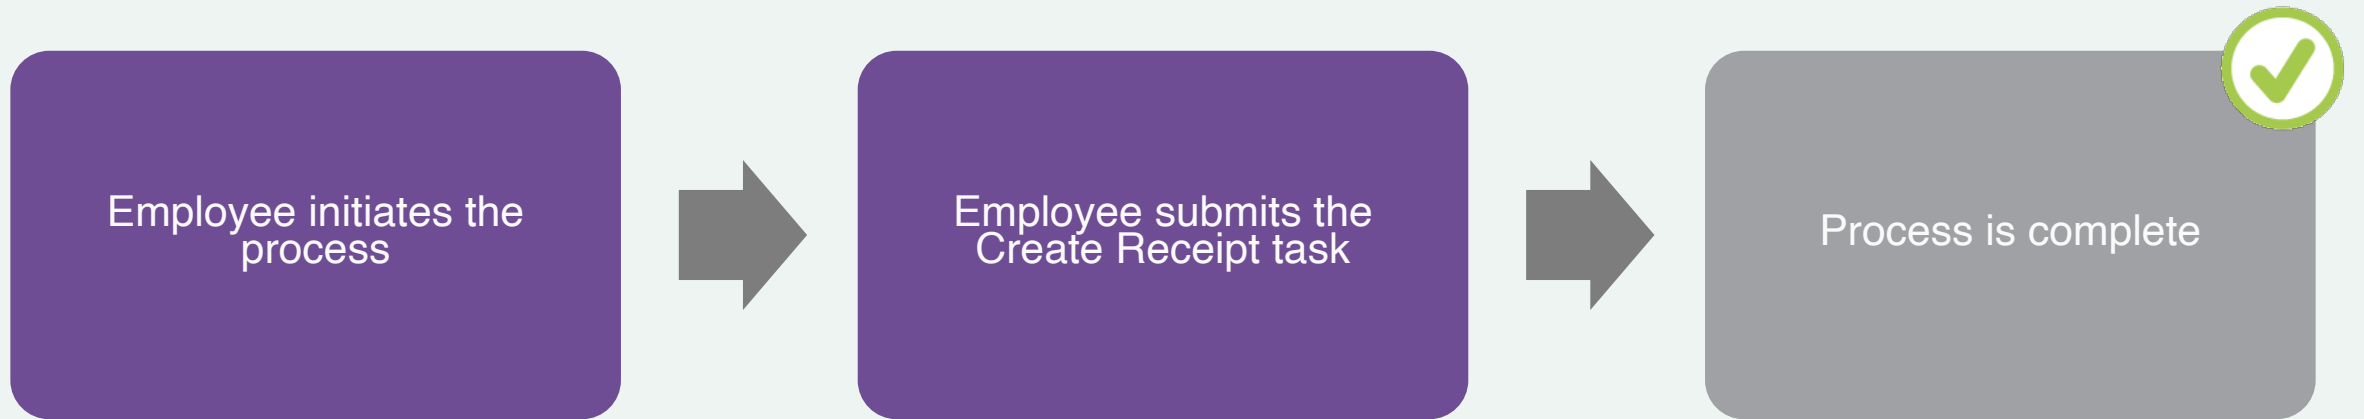 Employee initiates the
process
Employee submits the
Create Receipt task
Process is complete